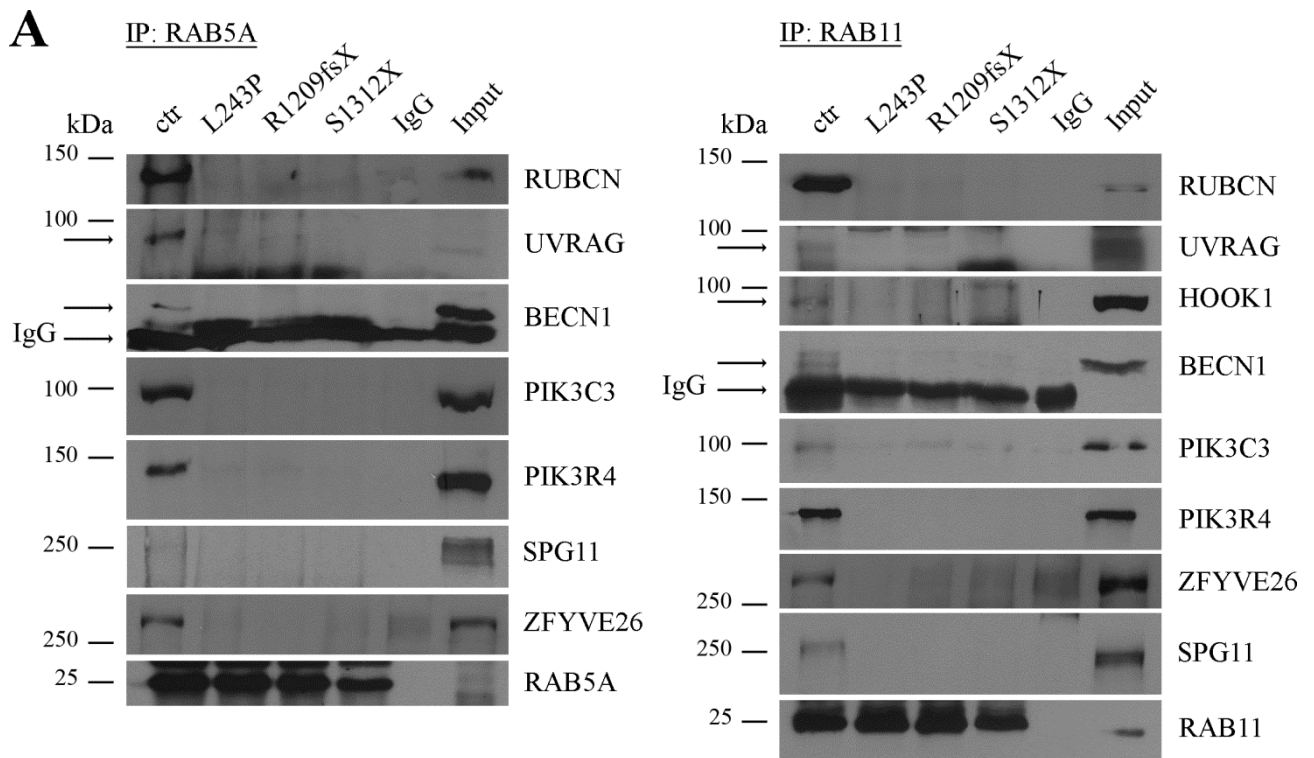 A
IP: RAB5A
kDa ctr L243P R1209fsX S1312X IgG Input
150 RUBCN
100 UVRAG
BECN1
IgG
100 PIK3C3
150 PIK3R4
250 SPG11
250 ZFYVE26
25 RAB5A
IP: RAB11
kDa ctr L243P R1209fsX S1312X IgG Input
150 RUBCN
100 UVRAG
100 HOOK1
BECN1
IgG
100 PIK3C3
150 PIK3R4
250 ZFYVE26
250 SPG11
25 RAB11